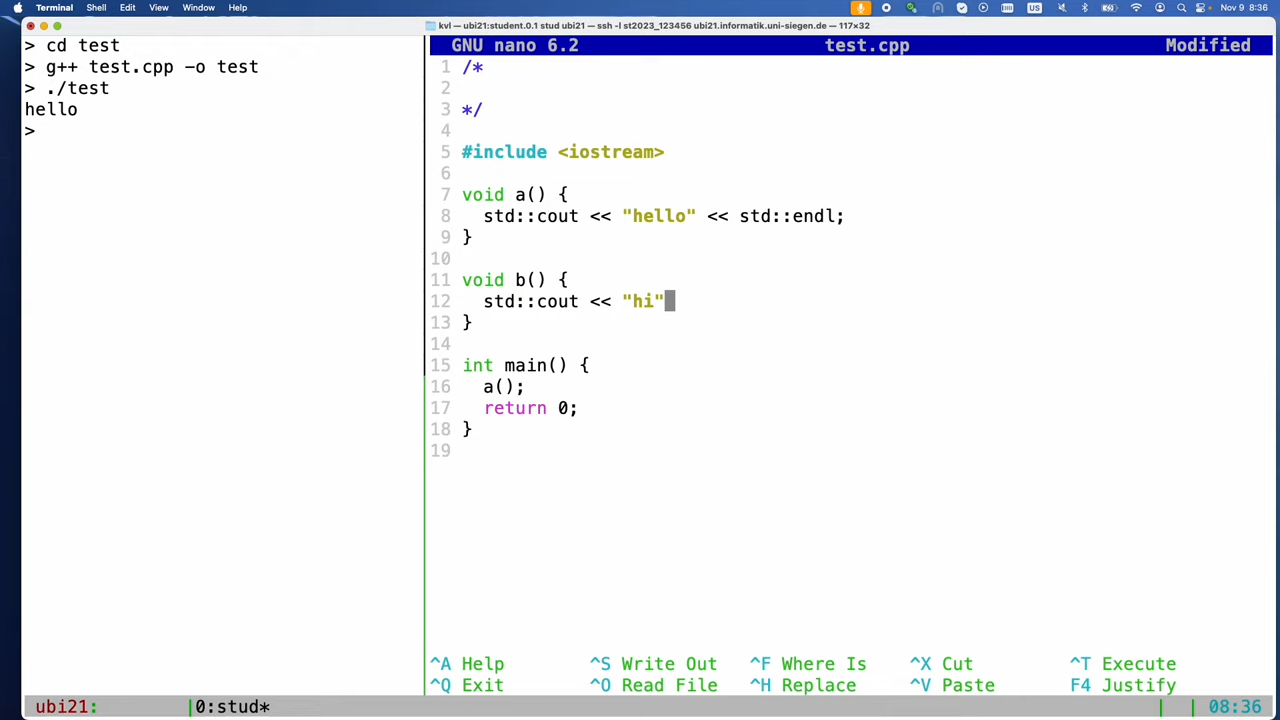 Terminal Shell Edit View Window Help US Nov 9 8:36
kvl — ubi21:student.0.1 stud ubi21 — ssh -l st2023_123456 ubi21.informatik.uni-siegen.de — 117×32
> cd test
> g++ test.cpp -o test
> ./test
hello
>
GNU nano 6.2 test.cpp Modified
1 /*
2
3 */
4
5 #include <iostream>
6
7 void a() {
8 std::cout << "hello" << std::endl;
9 }
10
11 void b() {
12 std::cout << "hi"
13 }
14
15 int main() {
16 a();
17 return 0;
18 }
19
^A Help ^S Write Out ^F Where Is ^X Cut ^T Execute
^Q Exit ^O Read File ^H Replace ^V Paste F4 Justify
ubi21: |0:stud* | | 08:36